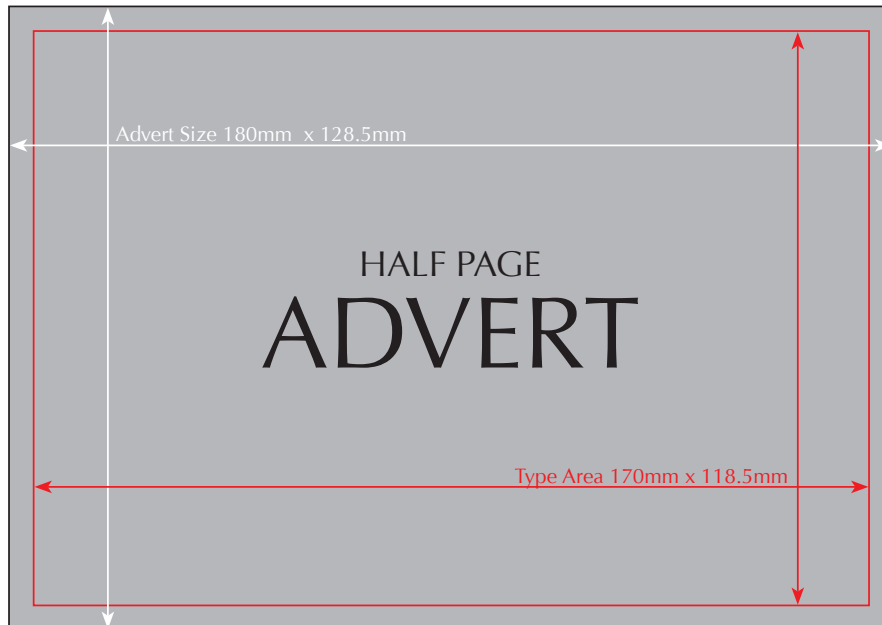 Advert Size 180mm  x 128.5mm
HALF PAGE
ADVERT
Type Area 170mm x 118.5mm